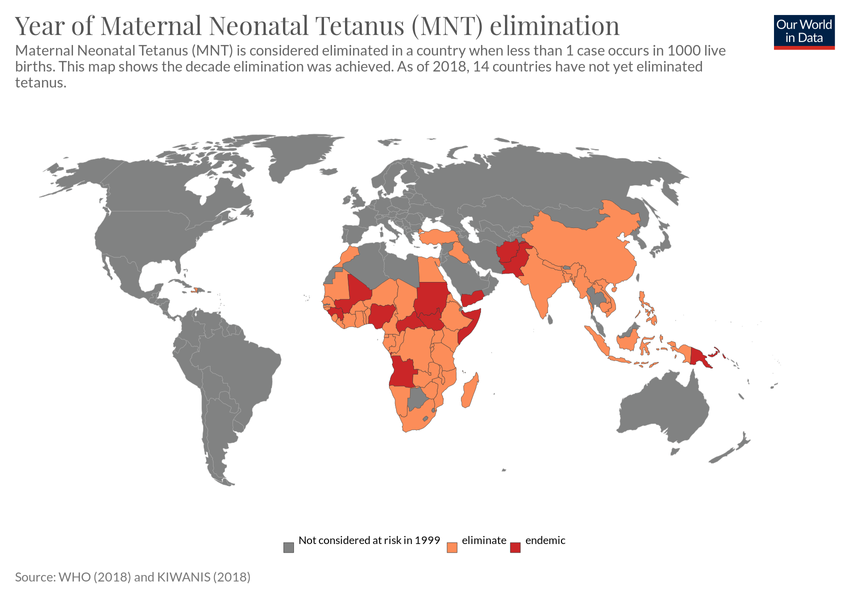 Year of Maternal Neonatal Tetanus (MNT) elimination
Our World
in Data
Maternal Neonatal Tetanus (MNT) is considered eliminated in a country when less than 1 case occurs in 1000 live
births. This map shows the decade elimination was achieved. As of 2018, 14 countries have not yet eliminated
tetanus.
Not considered at risk in 1999
eliminate
endemic
Source: WHO (2018) and KIWANIS (2018)